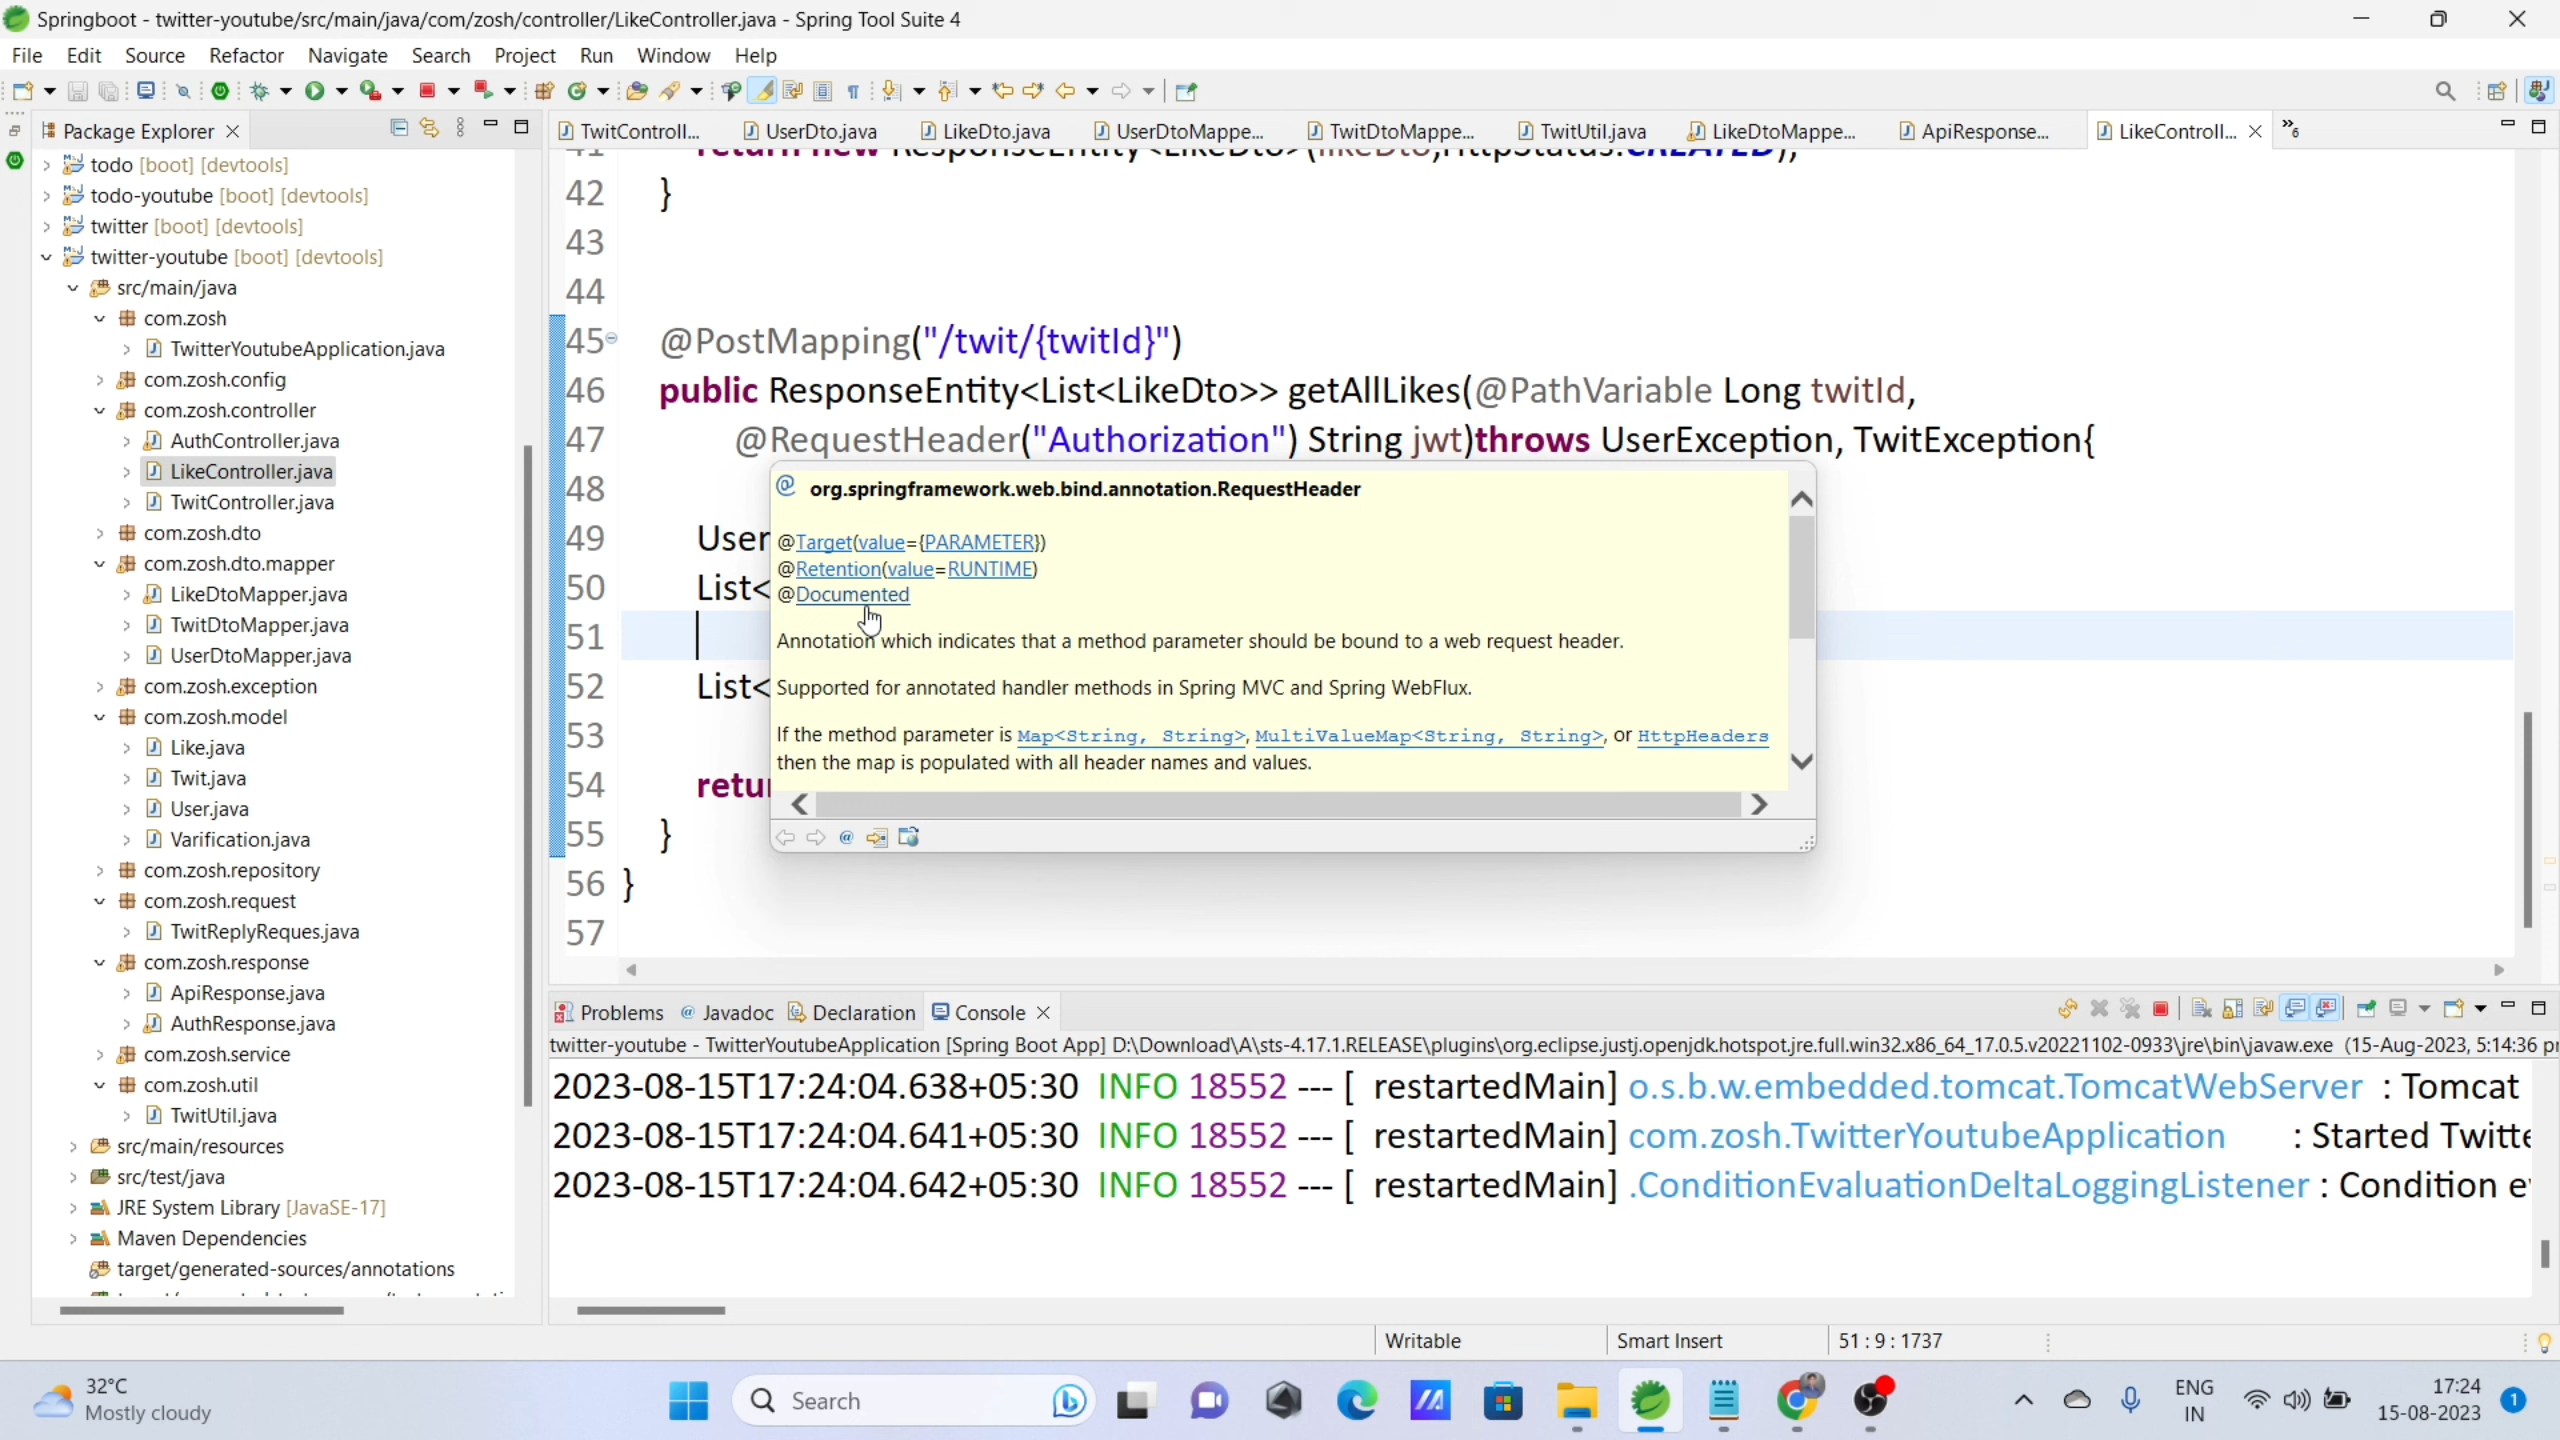 Springboot - twitter-youtube/src/main/java/com/zosh/controller/LikeController.java - Spring Tool Suite 4
File Edit Source Refactor Navigate Search Project Run Window Help
Package Explorer
TwitControll... UserDto.java LikeDto.java UserDtoMappe... TwitDtoMappe... TwitUtil.java LikeDtoMappe... ApiResponse... LikeControll... »6
todo [boot] [devtools]
todo-youtube [boot] [devtools]
twitter [boot] [devtools]
twitter-youtube [boot] [devtools]
src/main/java
com.zosh
TwitterYoutubeApplication.java
com.zosh.config
com.zosh.controller
AuthController.java
LikeController.java
TwitController.java
com.zosh.dto
com.zosh.dto.mapper
LikeDtoMapper.java
TwitDtoMapper.java
UserDtoMapper.java
com.zosh.exception
com.zosh.model
Like.java
Twit.java
User.java
Varification.java
com.zosh.repository
com.zosh.request
TwitReplyReques.java
com.zosh.response
ApiResponse.java
AuthResponse.java
com.zosh.service
com.zosh.util
TwitUtil.java
src/main/resources
src/test/java
JRE System Library [JavaSE-17]
Maven Dependencies
target/generated-sources/annotations
41 return new ResponseEntity<LikeDto>(likeDto,HttpStatus.CREATED);
42 }
43
44
45 @PostMapping("/twit/{twitId}")
46 public ResponseEntity<List<LikeDto>> getAllLikes(@PathVariable Long twitId,
47 @RequestHeader("Authorization") String jwt)throws UserException, TwitException{
48
49 User
50 List<
51
52 List<
53
54 retur
55 }
56 }
57
org.springframework.web.bind.annotation.RequestHeader
@Target(value={PARAMETER})
@Retention(value=RUNTIME)
@Documented
Annotation which indicates that a method parameter should be bound to a web request header.
Supported for annotated handler methods in Spring MVC and Spring WebFlux.
If the method parameter is Map<String, String>, MultiValueMap<String, String>, or HttpHeaders
then the map is populated with all header names and values.
Problems Javadoc Declaration Console
twitter-youtube - TwitterYoutubeApplication [Spring Boot App] D:\Download\A\sts-4.17.1.RELEASE\plugins\org.eclipse.justj.openjdk.hotspot.jre.full.win32.x86_64_17.0.5.v20221102-0933\jre\bin\javaw.exe (15-Aug-2023, 5:14:36 pr
2023-08-15T17:24:04.638+05:30 INFO 18552 --- [ restartedMain] o.s.b.w.embedded.tomcat.TomcatWebServer : Tomcat
2023-08-15T17:24:04.641+05:30 INFO 18552 --- [ restartedMain] com.zosh.TwitterYoutubeApplication : Started Twitte
2023-08-15T17:24:04.642+05:30 INFO 18552 --- [ restartedMain] .ConditionEvaluationDeltaLoggingListener : Condition ev
Writable Smart Insert 51 : 9 : 1737
32°C
Mostly cloudy
Search
ENG
IN
17:24
15-08-2023
1